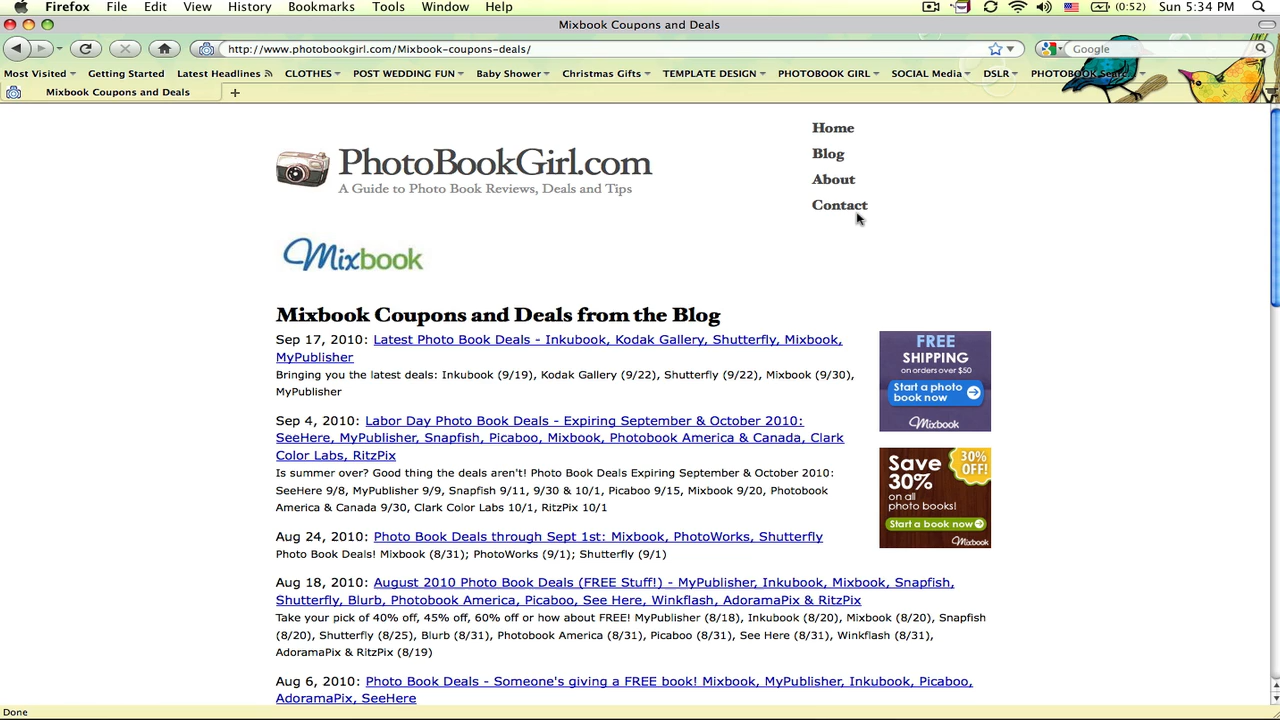 Firefox File Edit View History Bookmarks Tools Window Help (0:52) Sun 5:34 PM
Mixbook Coupons and Deals
http://www.photobookgirl.com/Mixbook-coupons-deals/ Google
Most Visited Getting Started Latest Headlines CLOTHES POST WEDDING FUN Baby Shower Christmas Gifts TEMPLATE DESIGN PHOTOBOOK GIRL SOCIAL Media DSLR PHOTOBOOK
Mixbook Coupons and Deals +
Home
Blog
About
Contact
PhotoBookGirl.com
A Guide to Photo Book Reviews, Deals and Tips
Mixbook
Mixbook Coupons and Deals from the Blog
Sep 17, 2010: Latest Photo Book Deals - Inkubook, Kodak Gallery, Shutterfly, Mixbook,
MyPublisher
Bringing you the latest deals: Inkubook (9/19), Kodak Gallery (9/22), Shutterfly (9/22), Mixbook (9/30),
MyPublisher
Sep 4, 2010: Labor Day Photo Book Deals - Expiring September & October 2010:
SeeHere, MyPublisher, Snapfish, Picaboo, Mixbook, Photobook America & Canada, Clark
Color Labs, RitzPix
Is summer over? Good thing the deals aren't! Photo Book Deals Expiring September & October 2010:
SeeHere 9/8, MyPublisher 9/9, Snapfish 9/11, 9/30 & 10/1, Picaboo 9/15, Mixbook 9/20, Photobook
America & Canada 9/30, Clark Color Labs 10/1, RitzPix 10/1
Aug 24, 2010: Photo Book Deals through Sept 1st: Mixbook, PhotoWorks, Shutterfly
Photo Book Deals! Mixbook (8/31); PhotoWorks (9/1); Shutterfly (9/1)
Aug 18, 2010: August 2010 Photo Book Deals (FREE Stuff!) - MyPublisher, Inkubook, Mixbook, Snapfish,
Shutterfly, Blurb, Photobook America, Picaboo, See Here, Winkflash, AdoramaPix & RitzPix
Take your pick of 40% off, 45% off, 60% off or how about FREE! MyPublisher (8/18), Inkubook (8/20), Mixbook (8/20), Snapfish
(8/20), Shutterfly (8/25), Blurb (8/31), Photobook America (8/31), Picaboo (8/31), See Here (8/31), Winkflash (8/31),
AdoramaPix & RitzPix (8/19)
Aug 6, 2010: Photo Book Deals - Someone's giving a FREE book! Mixbook, MyPublisher, Inkubook, Picaboo,
AdoramaPix, SeeHere
FREE
SHIPPING
on orders over $50
Start a photo
book now
Mixbook
Save
30%
30%
OFF!
on all
photo books!
Start a book now
Mixbook
Done